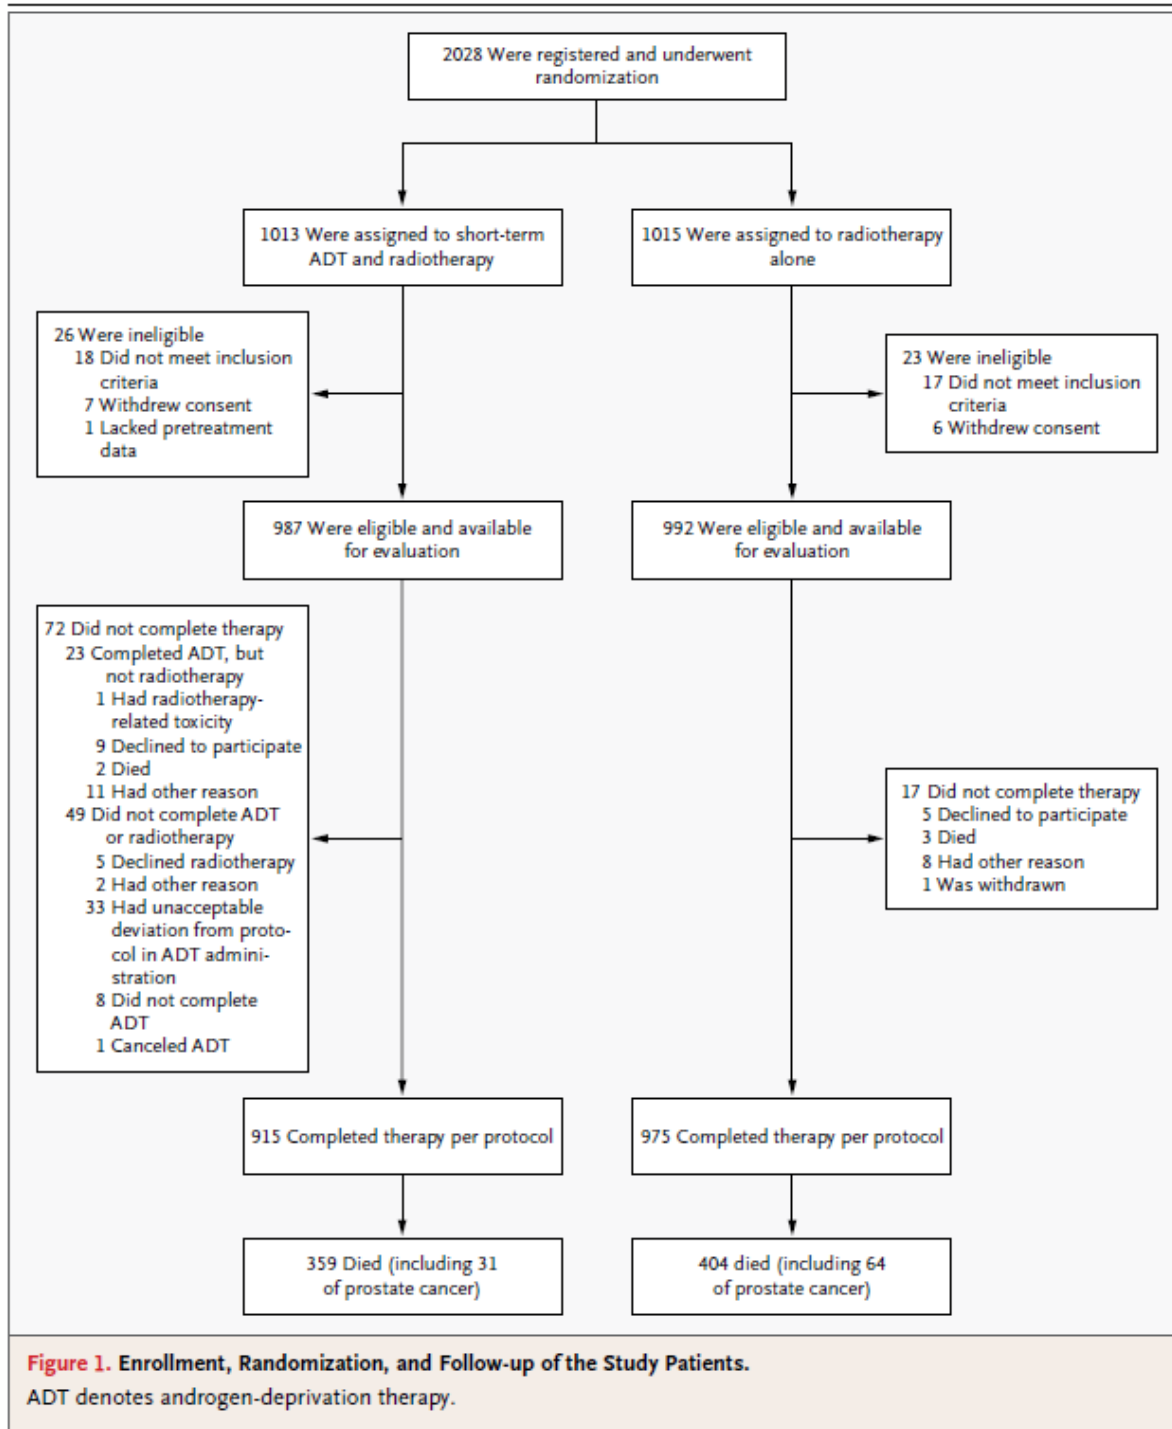 2028 Were registered and underwent
randomization
1013 Were assigned to short-term
ADT and radiotherapy
1015 Were assigned to radiotherapy
alone
26 Were ineligible
18 Did not meet inclusion
criteria
7 Withdrew consent
1 Lacked pretreatment
data
23 Were ineligible
17 Did not meet inclusion
criteria
6 Withdrew consent
987 Were eligible and available
for evaluation
992 Were eligible and available
for evaluation
72 Did not complete therapy
23 Completed ADT, but
not radiotherapy
1 Had radiotherapy-
related toxicity
9 Declined to participate
2 Died
11 Had other reason
49 Did not complete ADT
or radiotherapy
5 Declined radiotherapy
2 Had other reason
33 Had unacceptable
deviation from proto-
col in ADT admini-
stration
8 Did not complete
ADT
1 Canceled ADT
17 Did not complete therapy
5 Declined to participate
3 Died
8 Had other reason
1 Was withdrawn
915 Completed therapy per protocol
975 Completed therapy per protocol
359 Died (including 31
of prostate cancer)
404 died (including 64
of prostate cancer)
Figure 1. Enrollment, Randomization, and Follow-up of the Study Patients.
ADT denotes androgen-deprivation therapy.